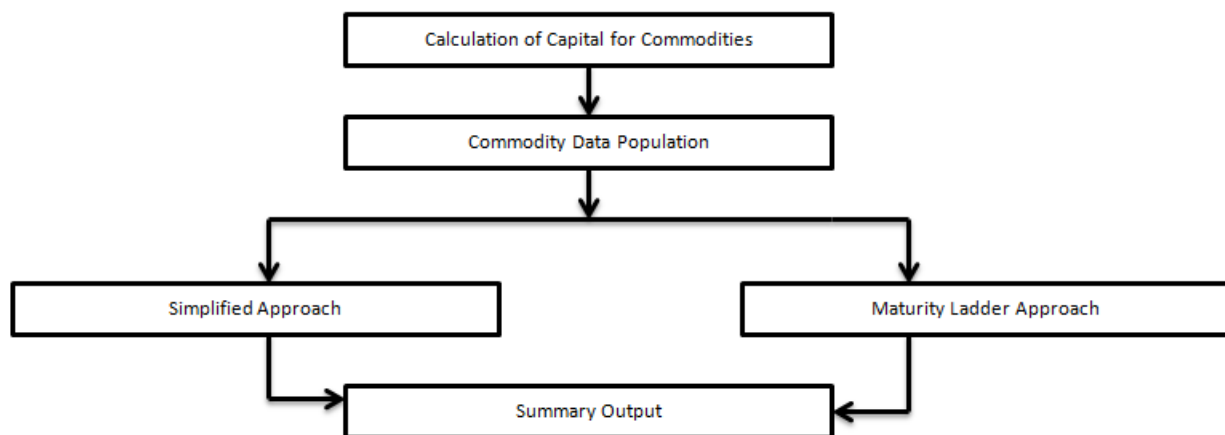 Calculation of Capital for Commodities
Commodity Data Population
Simplified Approach
Maturity Ladder Approach
Summary Output